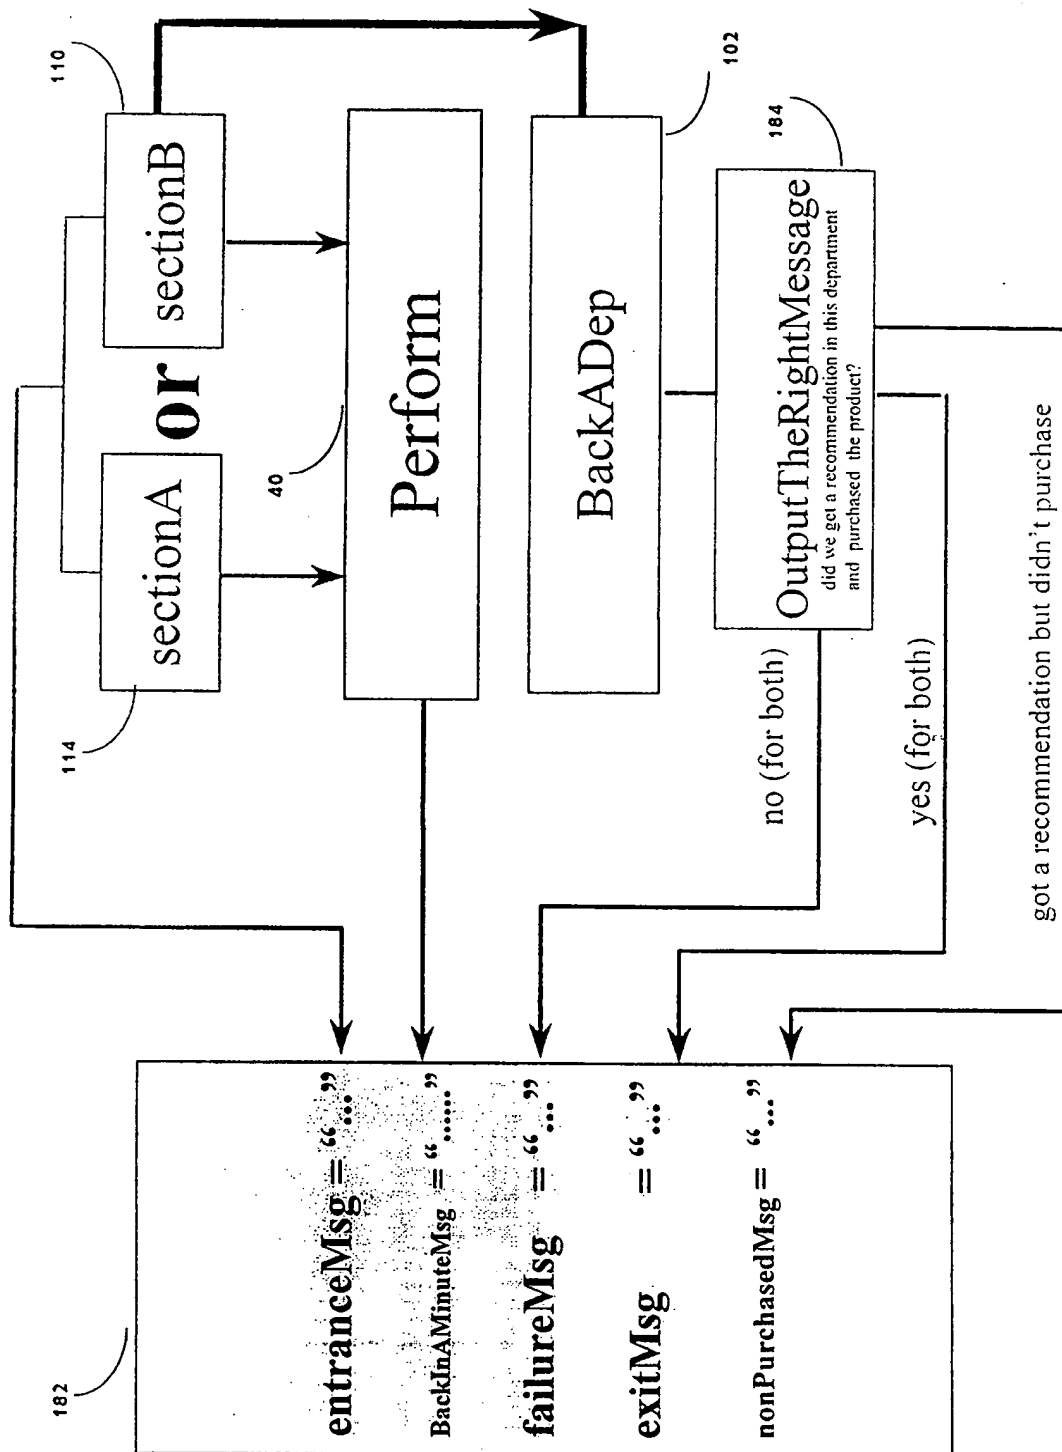 182
entranceMsg = "...."
BackInAMinuteMsg = "......"
failureMsg = "..."
exitMsg = "..."
nonPurchasedMsg = "..."
114
sectionA
or
sectionB
110
40
Perform
BackADep
102
184
OutputTheRightMessage
did we get a recommendation in this department
and purchased the product?
no (for both)
yes (for both)
got a recommendation but didn't purchase